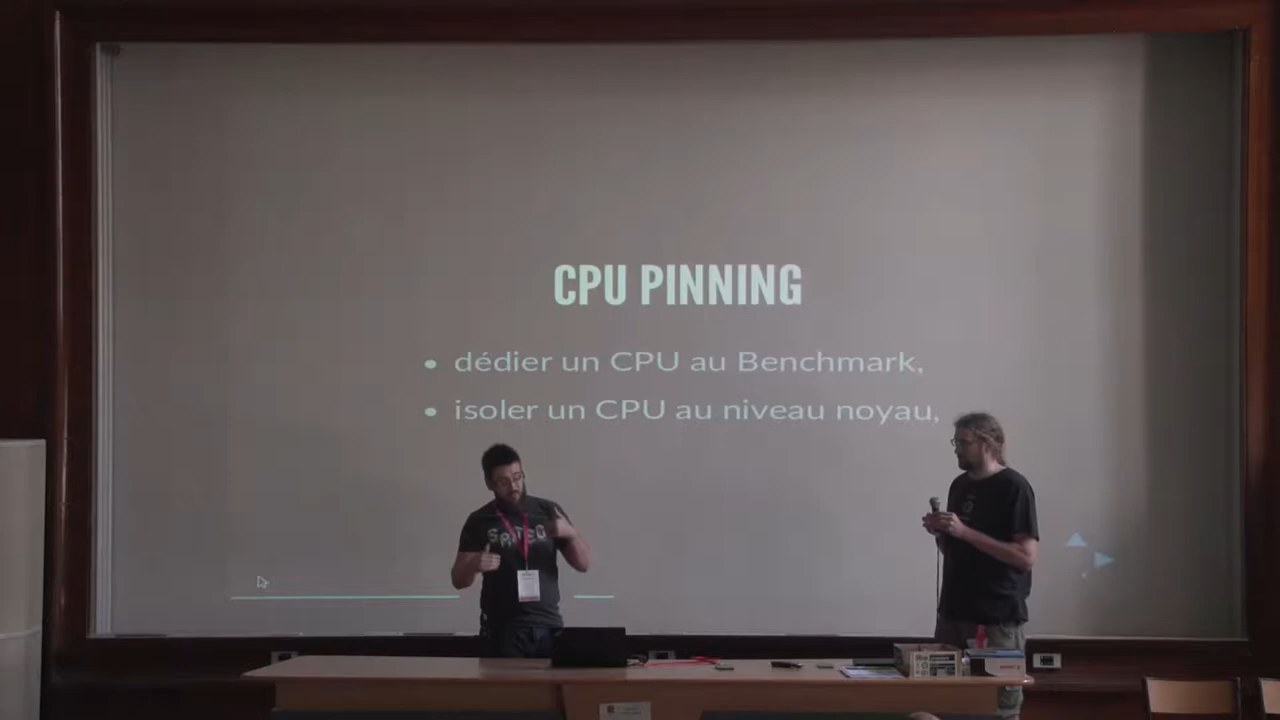 CPU PINNING
• dédier un CPU au Benchmark,
• isoler un CPU au niveau noyau,